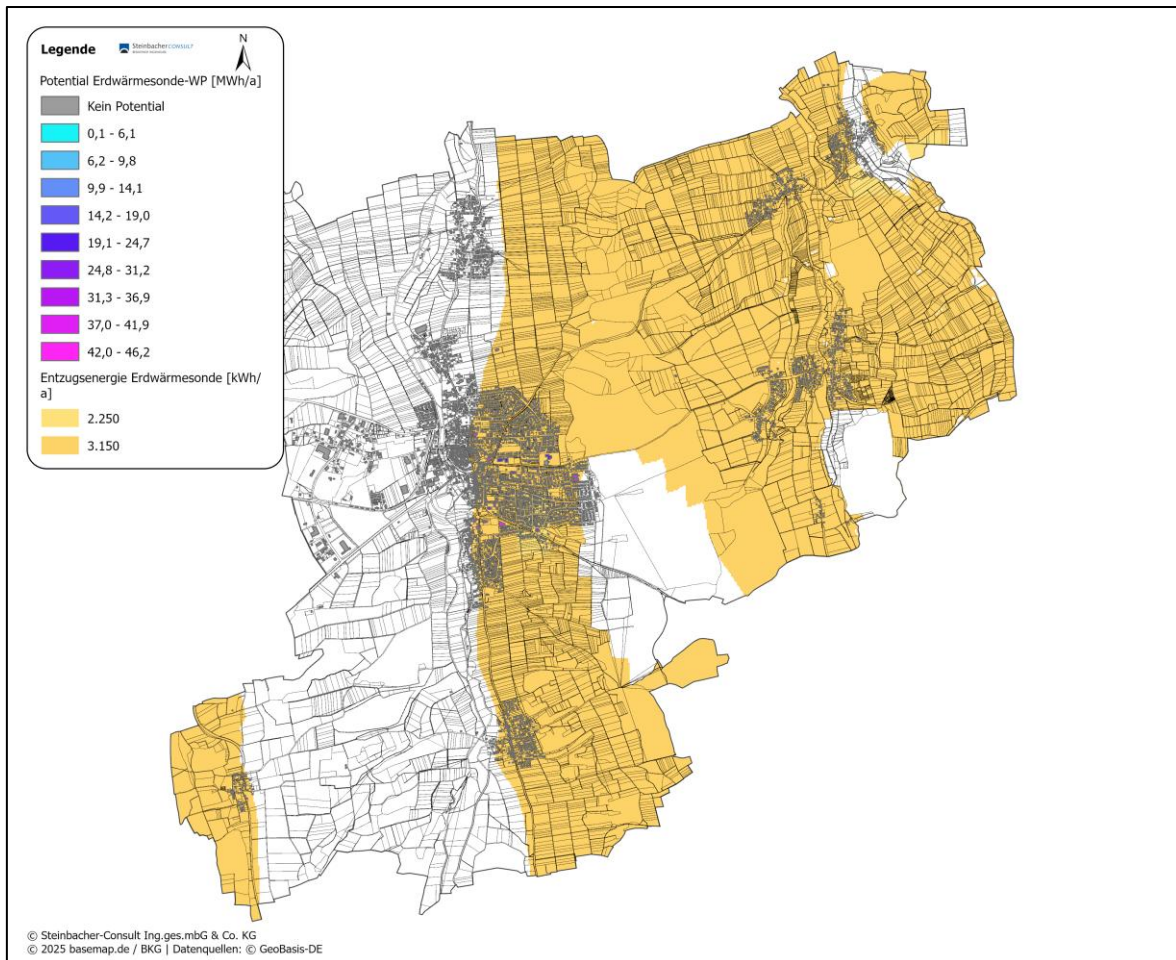 Legende
Steinbacher CONSULT
N
Potential Erdwärmesonde-WP [MWh/a]
Kein Potential
0,1 - 6,1
6,2 - 9,8
9,9 - 14,1
14,2 - 19,0
19,1 - 24,7
24,8 - 31,2
31,3 - 36,9
37,0 - 41,9
42,0 - 46,2
Entzugsenergie Erdwärmesonde [kWh/
a]
2.250
3.150
© Steinbacher-Consult Ing.ges.mbG & Co. KG
© 2025 basemap.de / BKG | Datenquellen: © GeoBasis-DE